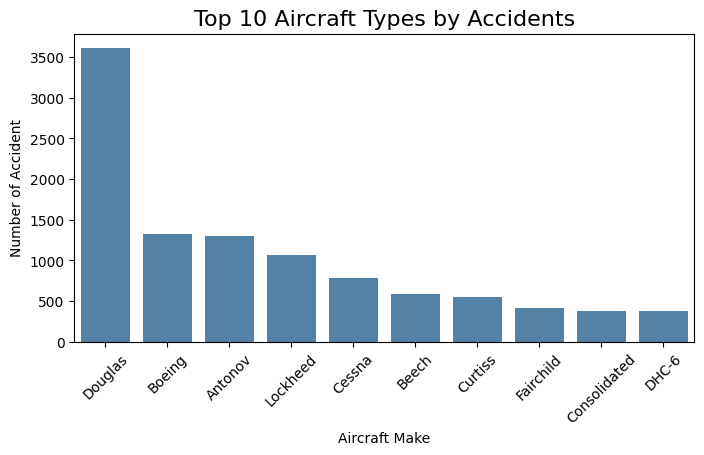 Top 10 Aircraft Types by Accidents
Number of Accident
3500
3000
2500
2000
1500
1000
500
0
Douglas
Boeing
Antonov
Lockheed
Cessna
Beech
Curtiss
Fairchild
Consolidated
DHC-6
Aircraft Make